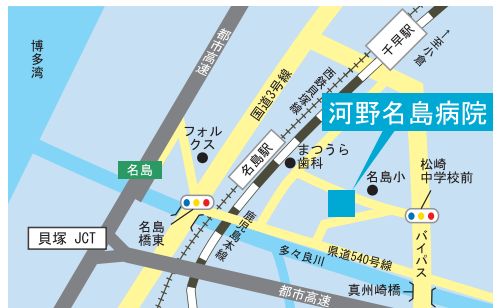 博多湾
都市高速
国道3号線
西鉄貝塚線
千早駅
↑至小倉
河野名島病院
フォル
クス
名島
名島駅
まつうら
歯科
名島小
松崎
中学校前
名島
橋東
鹿児島本線
貝塚 JCT
多々良川
県道540号線
バイパス
都市高速
真州崎橋